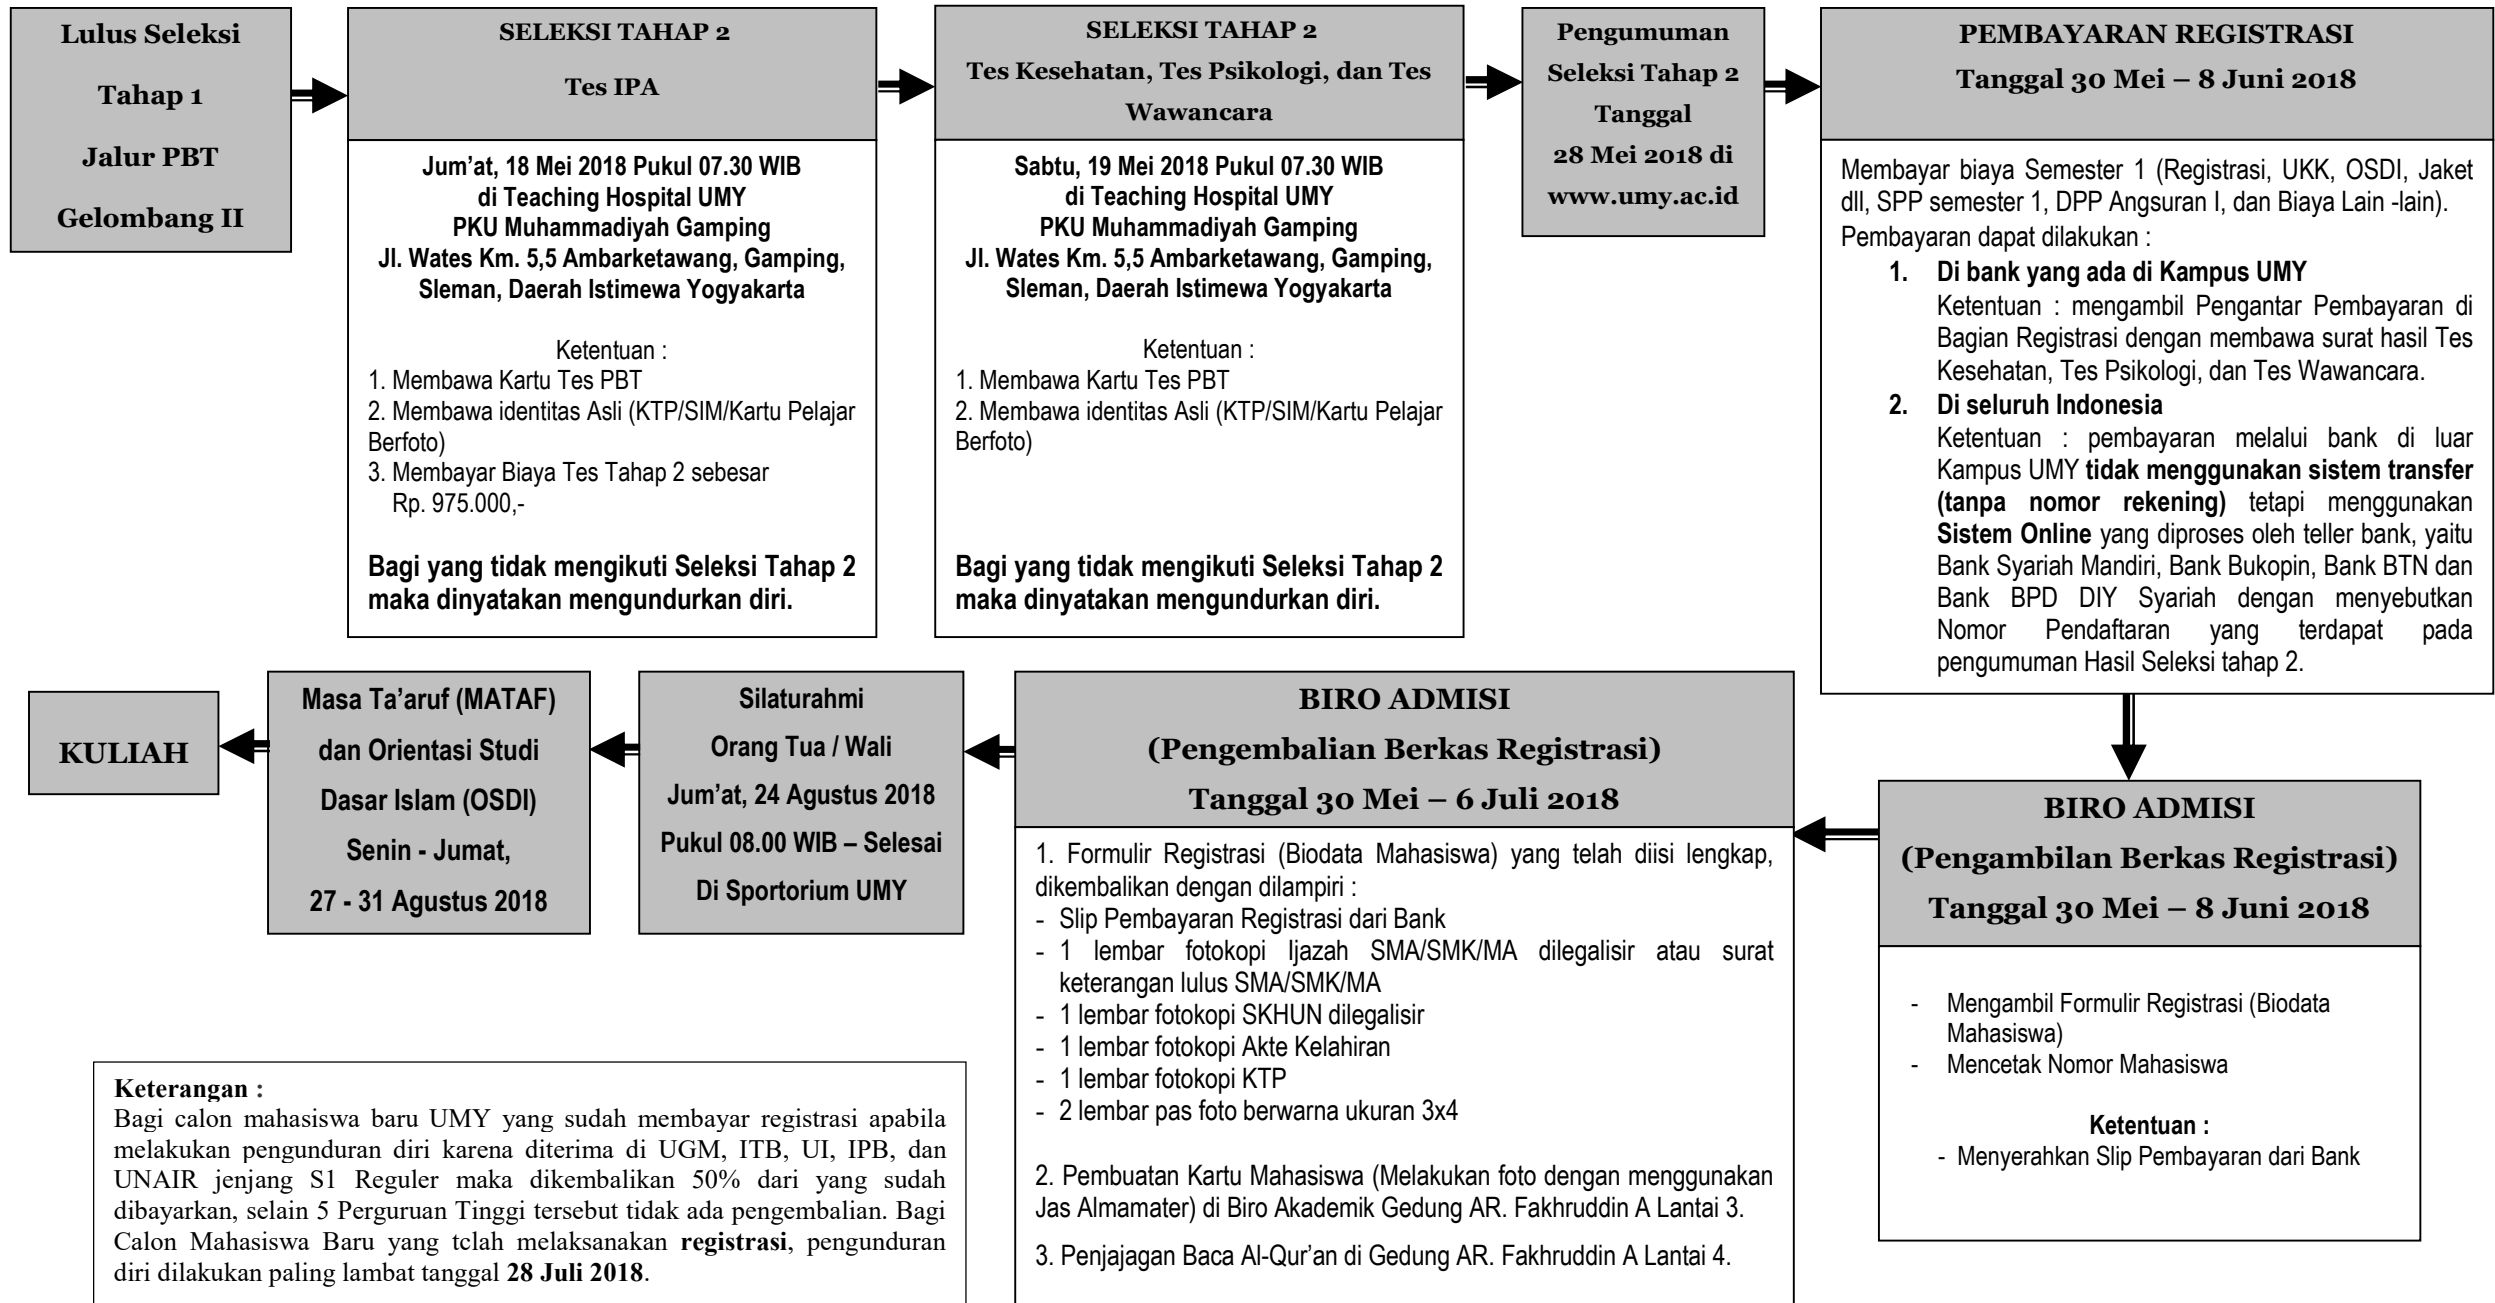 Lulus Seleksi
Tahap 1
Jalur PBT
Gelombang II
SELEKSI TAHAP 2
Tes IPA
Jum’at, 18 Mei 2018 Pukul 07.30 WIB
di Teaching Hospital UMY
PKU Muhammadiyah Gamping
Jl. Wates Km. 5,5 Ambarketawang, Gamping,
Sleman, Daerah Istimewa Yogyakarta
Ketentuan :
1. Membawa Kartu Tes PBT
2. Membawa identitas Asli (KTP/SIM/Kartu Pelajar
Berfoto)
3. Membayar Biaya Tes Tahap 2 sebesar
Rp. 975.000,-
Bagi yang tidak mengikuti Seleksi Tahap 2
maka dinyatakan mengundurkan diri.
SELEKSI TAHAP 2
Tes Kesehatan, Tes Psikologi, dan Tes
Wawancara
Sabtu, 19 Mei 2018 Pukul 07.30 WIB
di Teaching Hospital UMY
PKU Muhammadiyah Gamping
Jl. Wates Km. 5,5 Ambarketawang, Gamping,
Sleman, Daerah Istimewa Yogyakarta
Ketentuan :
1. Membawa Kartu Tes PBT
2. Membawa identitas Asli (KTP/SIM/Kartu Pelajar
Berfoto)
Bagi yang tidak mengikuti Seleksi Tahap 2
maka dinyatakan mengundurkan diri.
Pengumuman
Seleksi Tahap 2
Tanggal
28 Mei 2018 di
www.umy.ac.id
PEMBAYARAN REGISTRASI
Tanggal 30 Mei – 8 Juni 2018
Membayar biaya Semester 1 (Registrasi, UKK, OSDI, Jaket
dll, SPP semester 1, DPP Angsuran I, dan Biaya Lain -lain).
Pembayaran dapat dilakukan :
1. Di bank yang ada di Kampus UMY
Ketentuan : mengambil Pengantar Pembayaran di
Bagian Registrasi dengan membawa surat hasil Tes
Kesehatan, Tes Psikologi, dan Tes Wawancara.
2. Di seluruh Indonesia
Ketentuan : pembayaran melalui bank di luar
Kampus UMY tidak menggunakan sistem transfer
(tanpa nomor rekening) tetapi menggunakan
Sistem Online yang diproses oleh teller bank, yaitu
Bank Syariah Mandiri, Bank Bukopin, Bank BTN dan
Bank BPD DIY Syariah dengan menyebutkan
Nomor Pendaftaran yang terdapat pada
pengumuman Hasil Seleksi tahap 2.
BIRO ADMISI
(Pengambilan Berkas Registrasi)
Tanggal 30 Mei – 8 Juni 2018
- Mengambil Formulir Registrasi (Biodata
Mahasiswa)
- Mencetak Nomor Mahasiswa
Ketentuan :
- Menyerahkan Slip Pembayaran dari Bank
BIRO ADMISI
(Pengembalian Berkas Registrasi)
Tanggal 30 Mei – 6 Juli 2018
1. Formulir Registrasi (Biodata Mahasiswa) yang telah diisi lengkap,
dikembalikan dengan dilampiri :
- Slip Pembayaran Registrasi dari Bank
- 1 lembar fotokopi Ijazah SMA/SMK/MA dilegalisir atau surat
keterangan lulus SMA/SMK/MA
- 1 lembar fotokopi SKHUN dilegalisir
- 1 lembar fotokopi Akte Kelahiran
- 1 lembar fotokopi KTP
- 2 lembar pas foto berwarna ukuran 3x4
2. Pembuatan Kartu Mahasiswa (Melakukan foto dengan menggunakan
Jas Almamater) di Biro Akademik Gedung AR. Fakhruddin A Lantai 3.
3. Penjajagan Baca Al-Qur’an di Gedung AR. Fakhruddin A Lantai 4.
Silaturahmi
Orang Tua / Wali
Jum’at, 24 Agustus 2018
Pukul 08.00 WIB – Selesai
Di Sportorium UMY
Masa Ta’aruf (MATAF)
dan Orientasi Studi
Dasar Islam (OSDI)
Senin - Jumat,
27 - 31 Agustus 2018
KULIAH
Keterangan :
Bagi calon mahasiswa baru UMY yang sudah membayar registrasi apabila
melakukan pengunduran diri karena diterima di UGM, ITB, UI, IPB, dan
UNAIR jenjang S1 Reguler maka dikembalikan 50% dari yang sudah
dibayarkan, selain 5 Perguruan Tinggi tersebut tidak ada pengembalian. Bagi
Calon Mahasiswa Baru yang tclah melaksanakan registrasi, pengunduran
diri dilakukan paling lambat tanggal 28 Juli 2018.